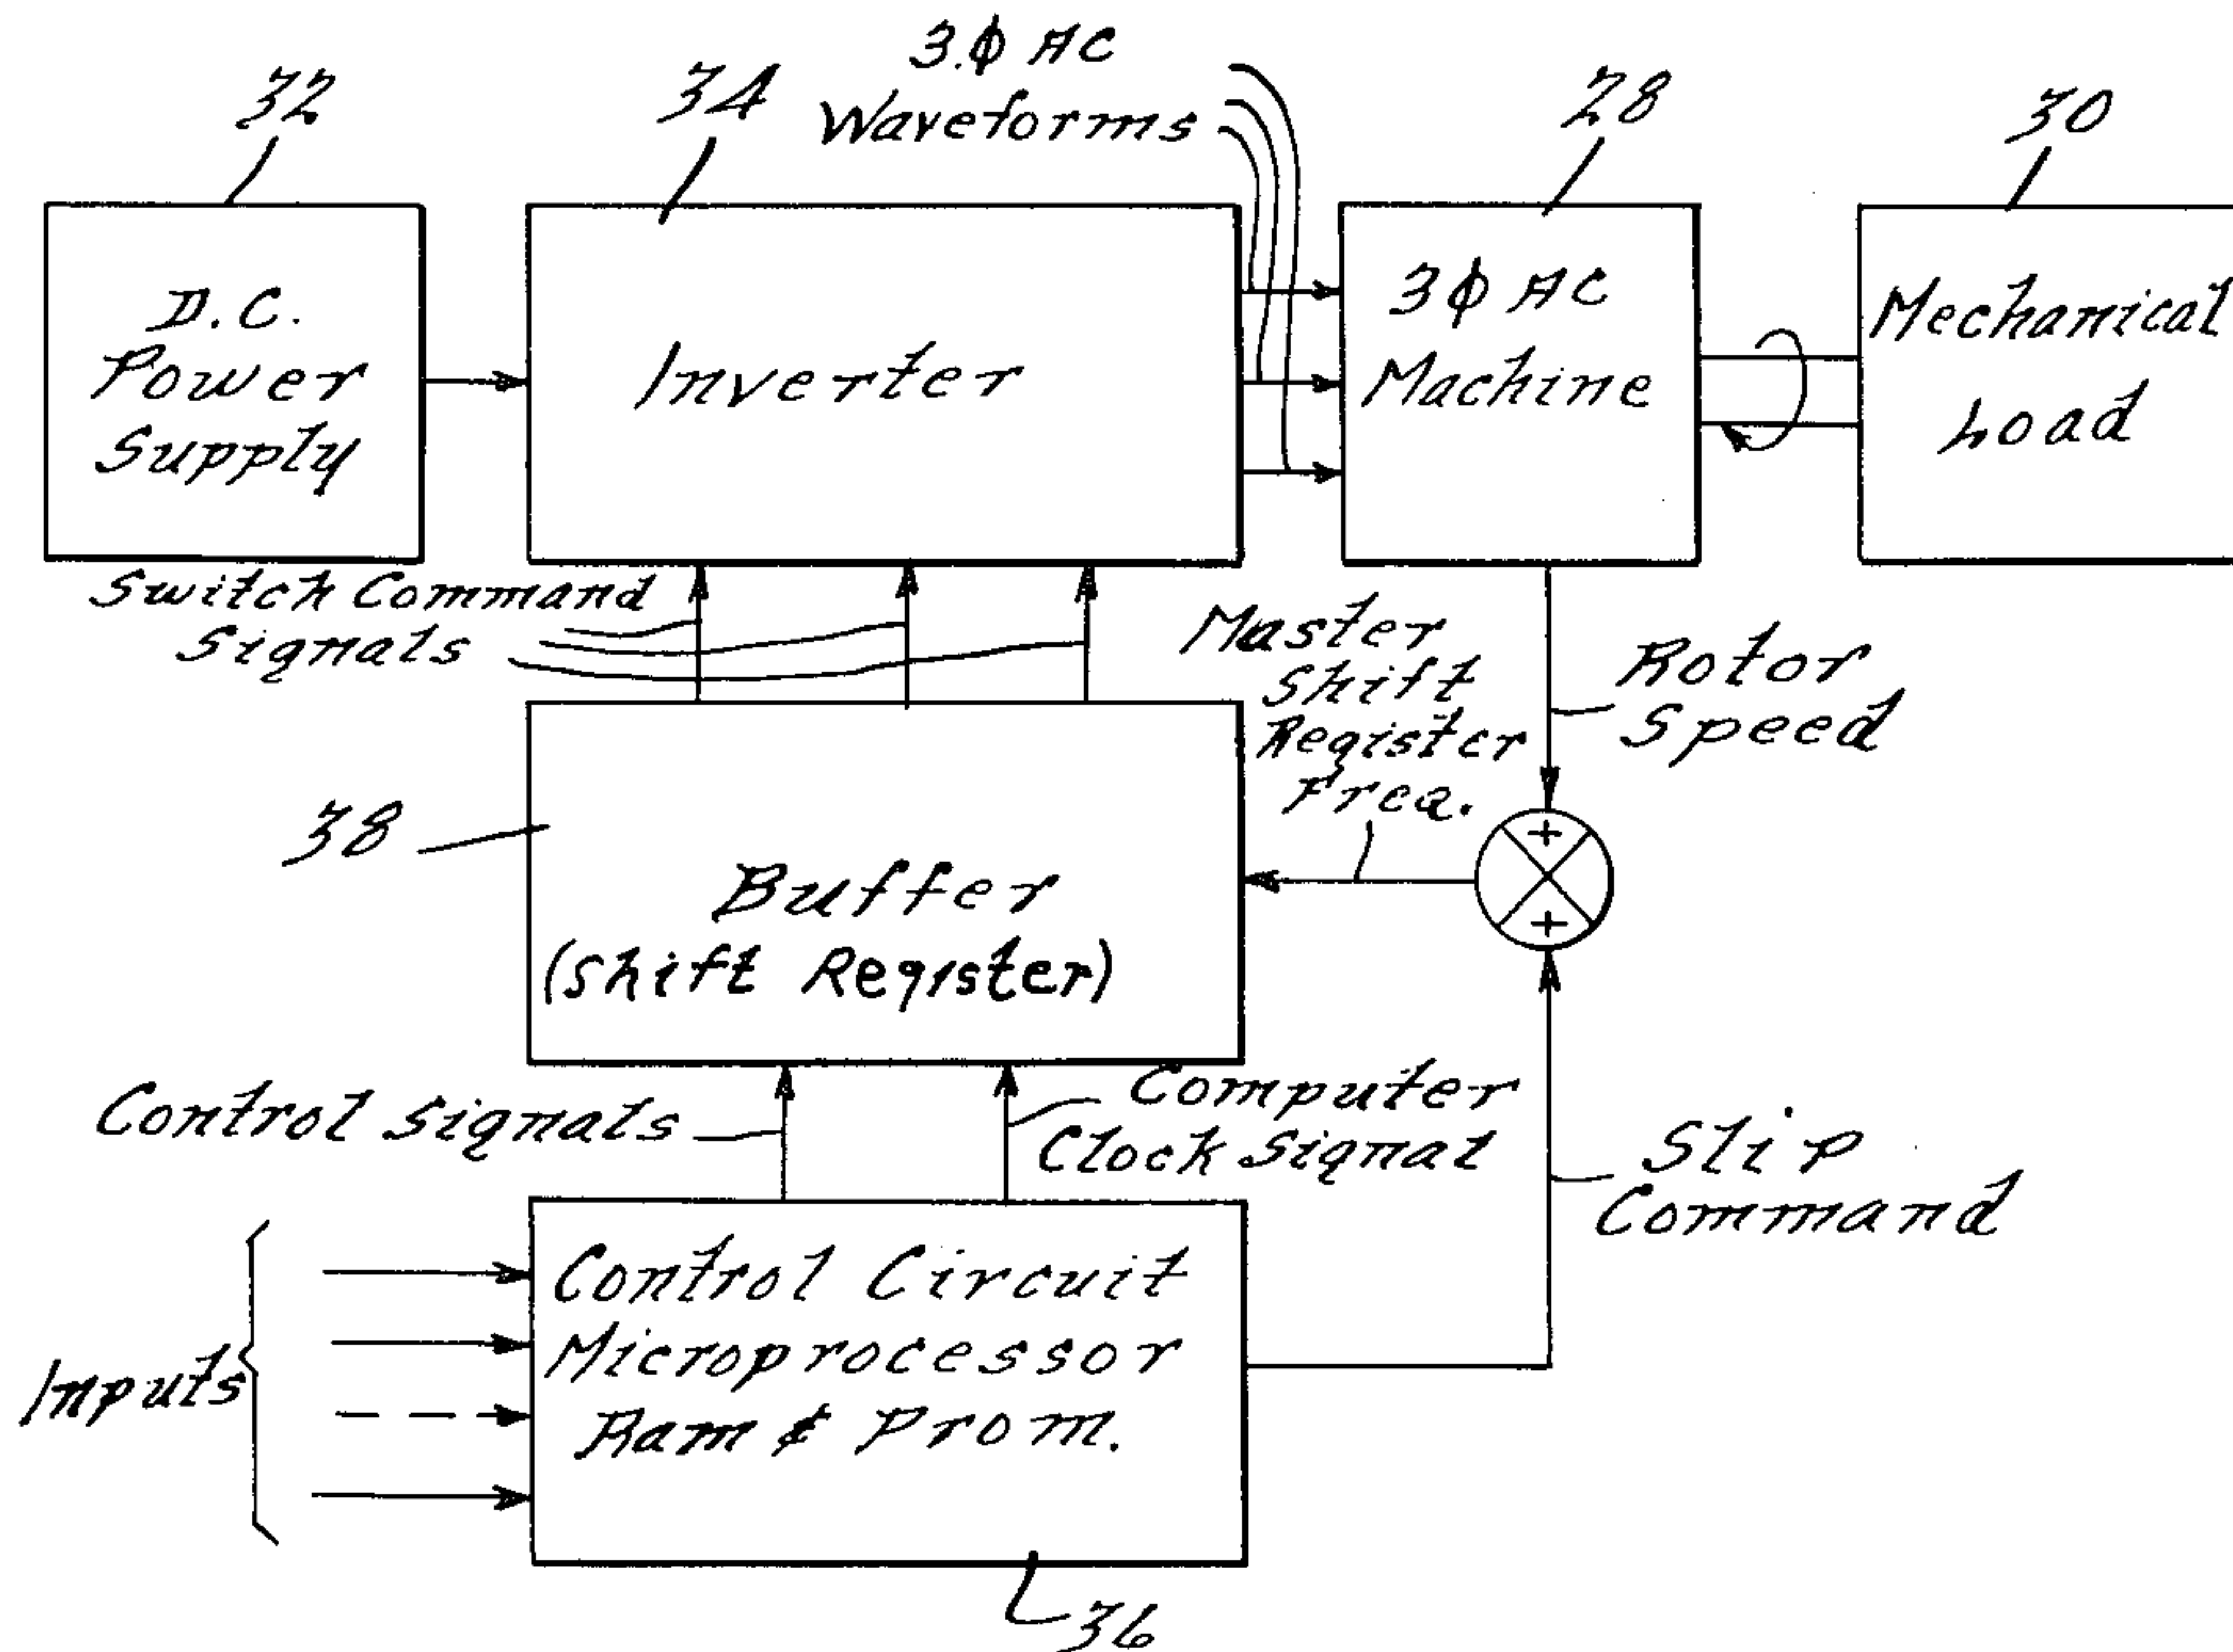 32
34
3.φ AC
Waveforms
28
30
D.C.
Power
Supply
Inverter
3φ AC
Machine
Mechanical
Load
Switch Command
Signals
Master
Shift
Register
Freq.
Rotor
Speed
38
Buffer
(Shift Register)
+
+
Control Signals
Computer
Clock Signal
Slip
Command
Inputs
Control Circuit
Microprocessor
Ram & Prom.
36